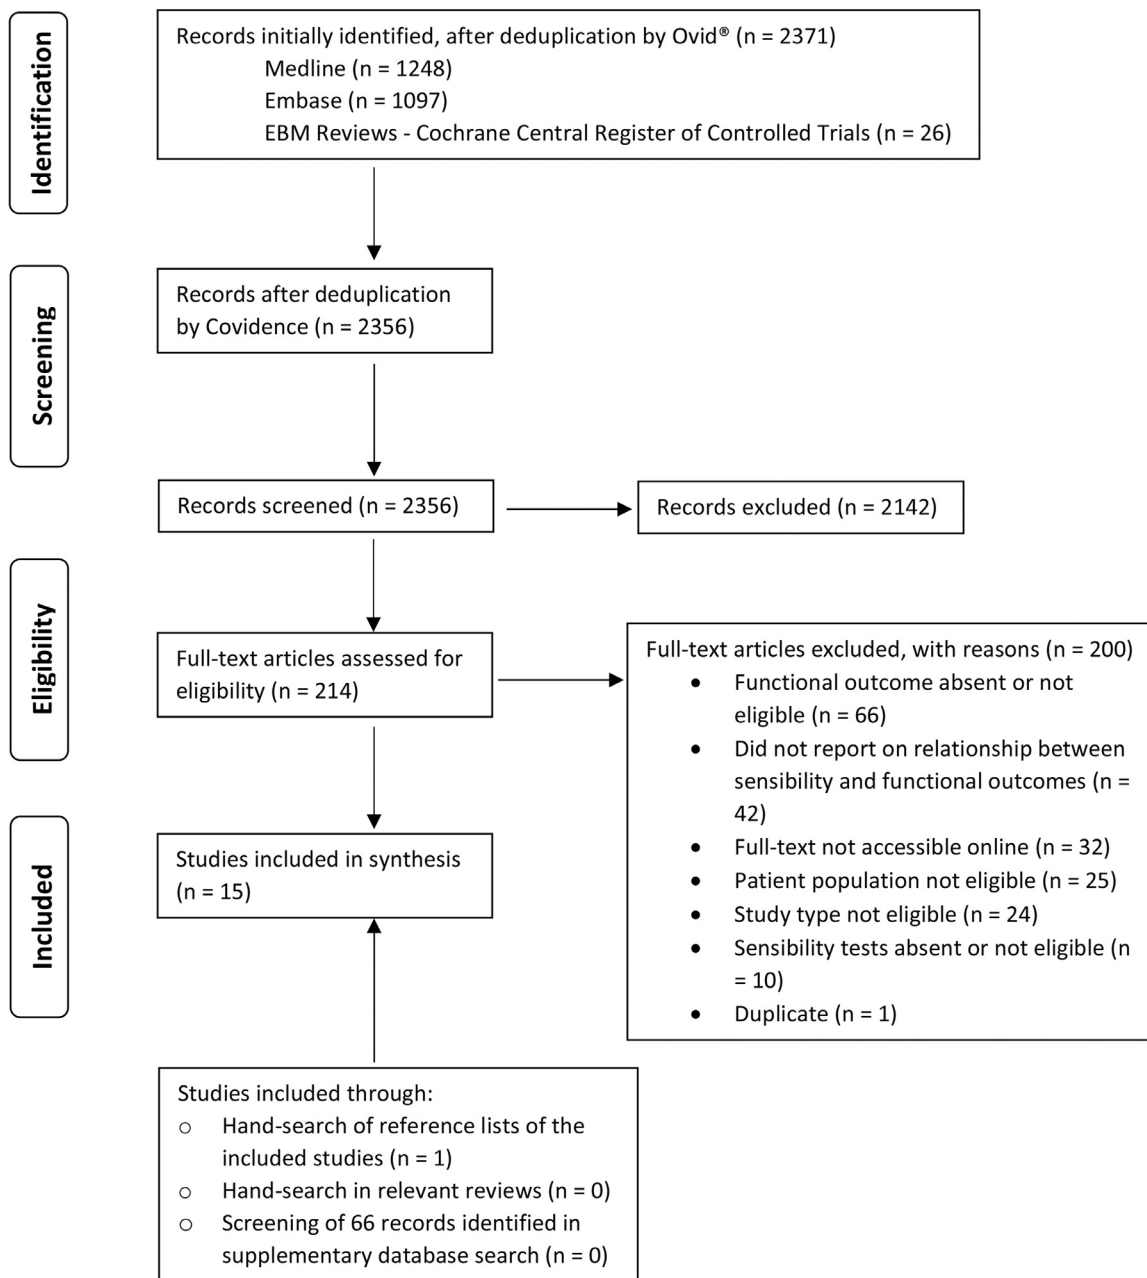 Identification
Records initially identified, after deduplication by Ovid® (n = 2371)
Medline (n = 1248)
Embase (n = 1097)
EBM Reviews - Cochrane Central Register of Controlled Trials (n = 26)
Screening
Records after deduplication
by Covidence (n = 2356)
Records screened (n = 2356)
Records excluded (n = 2142)
Eligibility
Full-text articles assessed for
eligibility (n = 214)
Full-text articles excluded, with reasons (n = 200)
• Functional outcome absent or not
eligible (n = 66)
• Did not report on relationship between
sensibility and functional outcomes (n =
42)
• Full-text not accessible online (n = 32)
• Patient population not eligible (n = 25)
• Study type not eligible (n = 24)
• Sensibility tests absent or not eligible (n
= 10)
• Duplicate (n = 1)
Included
Studies included in synthesis
(n = 15)
Studies included through:
o Hand-search of reference lists of the
included studies (n = 1)
o Hand-search in relevant reviews (n = 0)
o Screening of 66 records identified in
supplementary database search (n = 0)